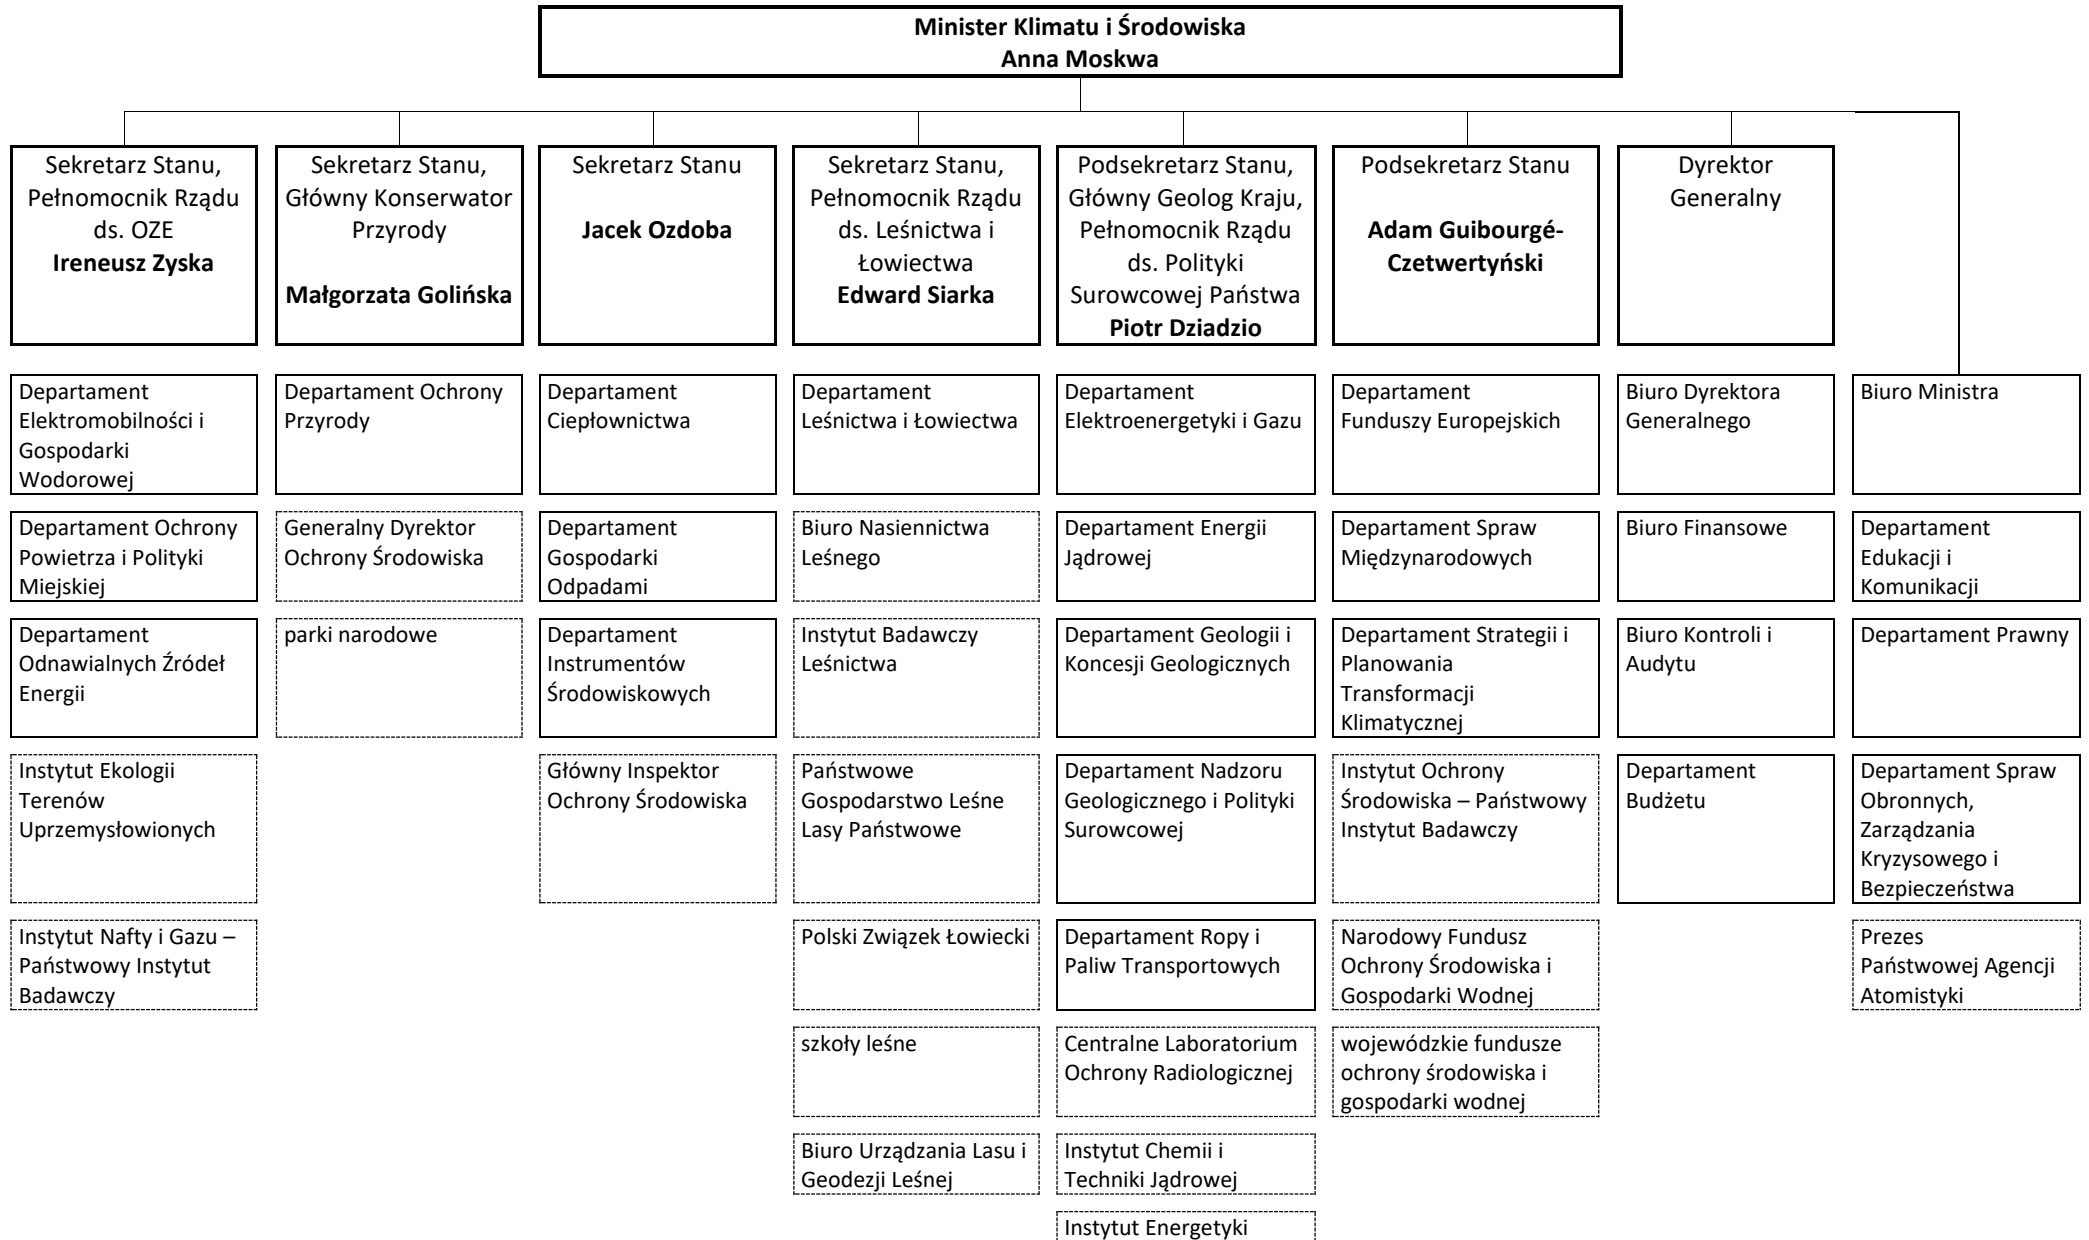 Minister Klimatu i Środowiska
Anna Moskwa
Sekretarz Stanu,
Pełnomocnik Rządu
ds. OZE
Ireneusz Zyska
Sekretarz Stanu,
Główny Konserwator
Przyrody
Małgorzata Golińska
Sekretarz Stanu
Jacek Ozdoba
Sekretarz Stanu,
Pełnomocnik Rządu
ds. Leśnictwa i
Łowiectwa
Edward Siarka
Podsekretarz Stanu,
Główny Geolog Kraju,
Pełnomocnik Rządu
ds. Polityki
Surowcowej Państwa
Piotr Dziadzio
Podsekretarz Stanu
Adam Guibourgé-
Czetwertyński
Dyrektor
Generalny
Departament
Elektromobilności i
Gospodarki
Wodorowej
Departament Ochrony
Przyrody
Departament
Ciepłownictwa
Departament
Leśnictwa i Łowiectwa
Departament
Elektroenergetyki i Gazu
Departament
Funduszy Europejskich
Biuro Dyrektora
Generalnego
Biuro Ministra
Departament Ochrony
Powietrza i Polityki
Miejskiej
Generalny Dyrektor
Ochrony Środowiska
Departament
Gospodarki
Odpadami
Biuro Nasiennictwa
Leśnego
Departament Energii
Jądrowej
Departament Spraw
Międzynarodowych
Biuro Finansowe
Departament
Edukacji i
Komunikacji
Departament
Odnawialnych Źródeł
Energii
parki narodowe
Departament
Instrumentów
Środowiskowych
Instytut Badawczy
Leśnictwa
Departament Geologii i
Koncesji Geologicznych
Departament Strategii i
Planowania
Transformacji
Klimatycznej
Biuro Kontroli i
Audytu
Departament Prawny
Instytut Ekologii
Terenów
Uprzemysłowionych
Główny Inspektor
Ochrony Środowiska
Państwowe
Gospodarstwo Leśne
Lasy Państwowe
Departament Nadzoru
Geologicznego i Polityki
Surowcowej
Instytut Ochrony
Środowiska – Państwowy
Instytut Badawczy
Departament
Budżetu
Departament Spraw
Obronnych,
Zarządzania
Kryzysowego i
Bezpieczeństwa
Instytut Nafty i Gazu –
Państwowy Instytut
Badawczy
Polski Związek Łowiecki
Departament Ropy i
Paliw Transportowych
Narodowy Fundusz
Ochrony Środowiska i
Gospodarki Wodnej
Prezes
Państwowej Agencji
Atomistyki
szkoły leśne
Centralne Laboratorium
Ochrony Radiologicznej
wojewódzkie fundusze
ochrony środowiska i
gospodarki wodnej
Biuro Urządzania Lasu i
Geodezji Leśnej
Instytut Chemii i
Techniki Jądrowej
Instytut Energetyki